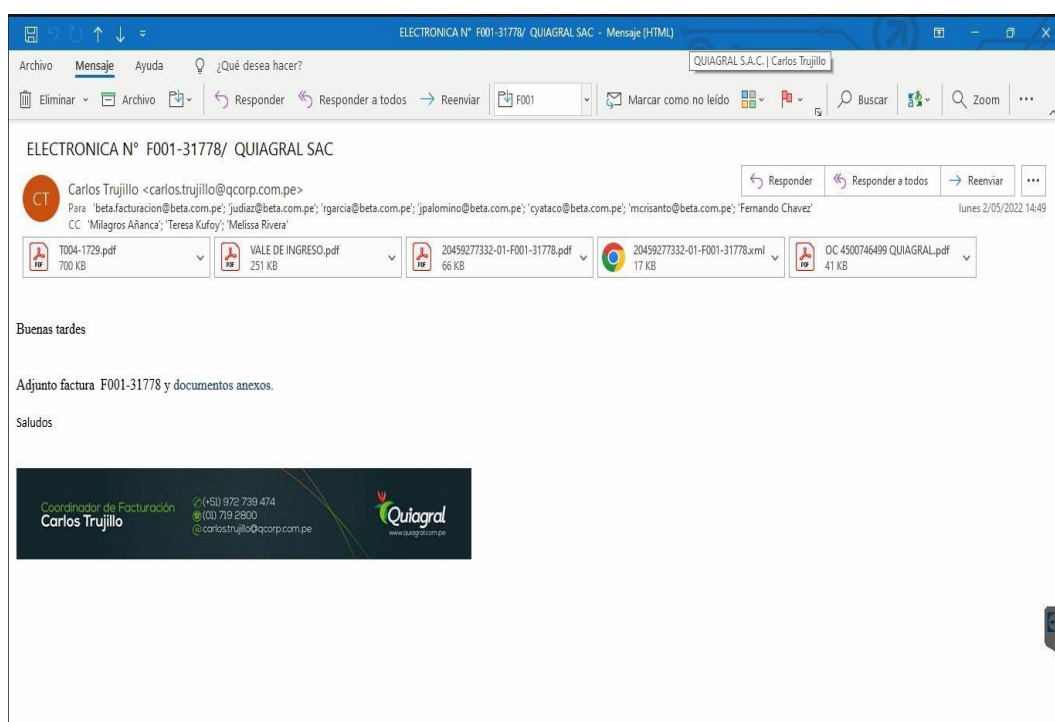 ELECTRONICA N° F001-31778/ QUIAGRAL SAC - Mensaje (HTML)
QUIAGRAL S.A.C. | Carlos Trujillo
Archivo Mensaje Ayuda ¿Qué desea hacer?
Eliminar Archivo Responder Responder a todos Reenviar F001 Marcar como no leído Buscar Zoom
ELECTRONICA N° F001-31778/ QUIAGRAL SAC
CT
Carlos Trujillo <carlos.trujillo@qcorp.com.pe>
Responder Responder a todos Reenviar
Para 'beta.facturacion@beta.com.pe'; 'judiaz@beta.com.pe'; 'rgarcia@beta.com.pe'; 'jpalomino@beta.com.pe'; 'cyataco@beta.com.pe'; 'mcrisanto@beta.com.pe'; 'Fernando Chavez'
lunes 2/05/2022 14:49
CC 'Milagros Añanca'; 'Teresa Kufoy'; 'Melissa Rivera'
PDF T004-1729.pdf
700 KB
PDF VALE DE INGRESO.pdf
251 KB
PDF 20459277332-01-F001-31778.pdf
66 KB
20459277332-01-F001-31778.xml
17 KB
PDF OC 4500746499 QUIAGRAL.pdf
41 KB
Buenas tardes
Adjunto factura F001-31778 y documentos anexos.
Saludos
Coordinador de Facturación
Carlos Trujillo
(+51) 972 739 474
(01) 719 2800
carlos.trujillo@qcorp.com.pe
Quiagral
www.quiagral.com.pe